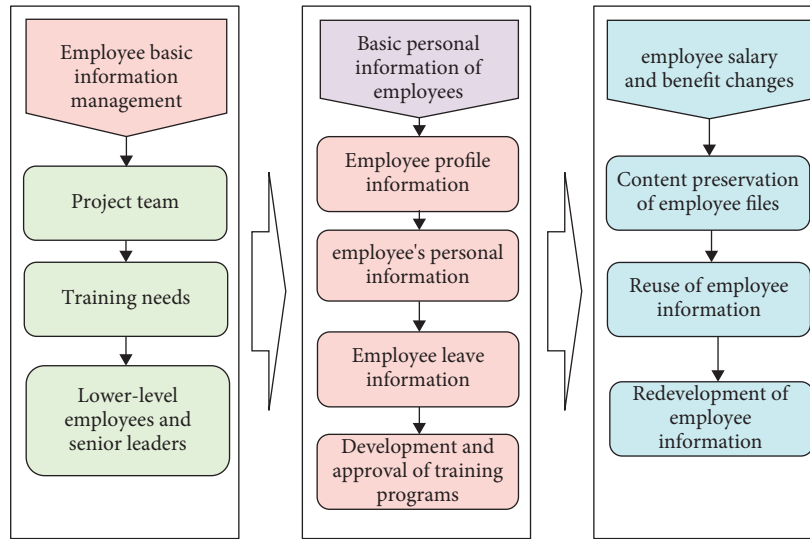 Employee basic
information
management
Project team
Training needs
Lower-level
employees and
senior leaders
Basic personal
information of
employees
Employee profile
information
employee's personal
information
Employee leave
information
Development and
approval of training
programs
employee salary
and benefit changes
Content preservation
of employee files
Reuse of employee
information
Redevelopment of
employee
information